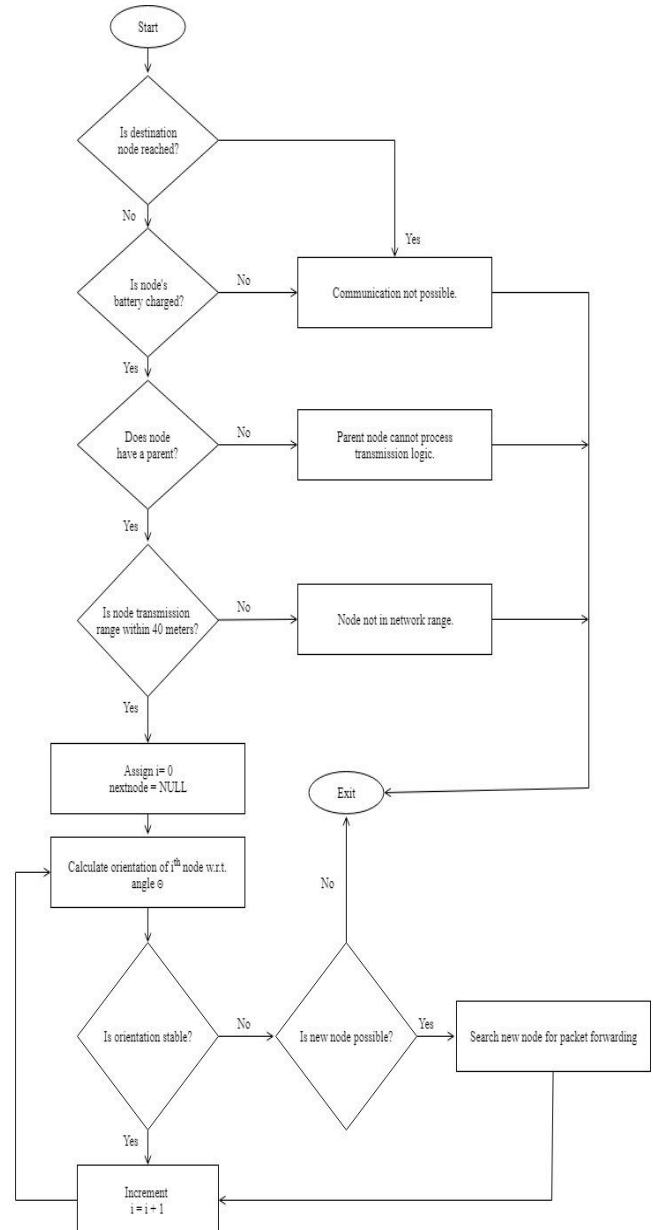 Start
Is destination
node reached?
Yes
No
Is node's
battery charged?
No
Communication not possible.
Yes
Does node
have a parent?
No
Parent node cannot process
transmission logic.
Yes
Is node transmission
range within 40 meters?
No
Node not in network range.
Yes
Assign i= 0
nextnode = NULL
Exit
Calculate orientation of ith node w.r.t.
angle Θ
No
Is orientation stable?
No
Is new node possible?
Yes
Search new node for packet forwarding
Yes
Increment
i = i + 1